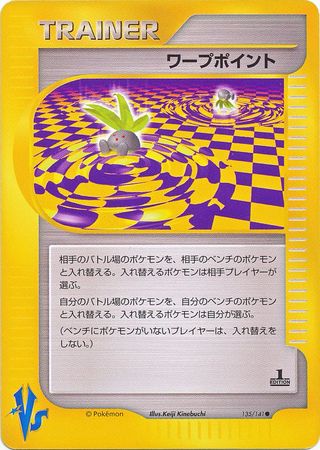 TRAINER
ワープポイント
相手のバトル場のポケモンを、相手のベンチのポケモン
と入れ替える。入れ替えるポケモンは相手プレイヤーが
選ぶ。
自分のバトル場のポケモンを、自分のベンチのポケモン
と入れ替える。入れ替えるポケモンは自分が選ぶ。
(ベンチにポケモンがいないプレイヤーは、入れ替えを
しない。)
1
EDITION
VS
© Pokémon
Illus.Keiji Kinebuchi
135/141●